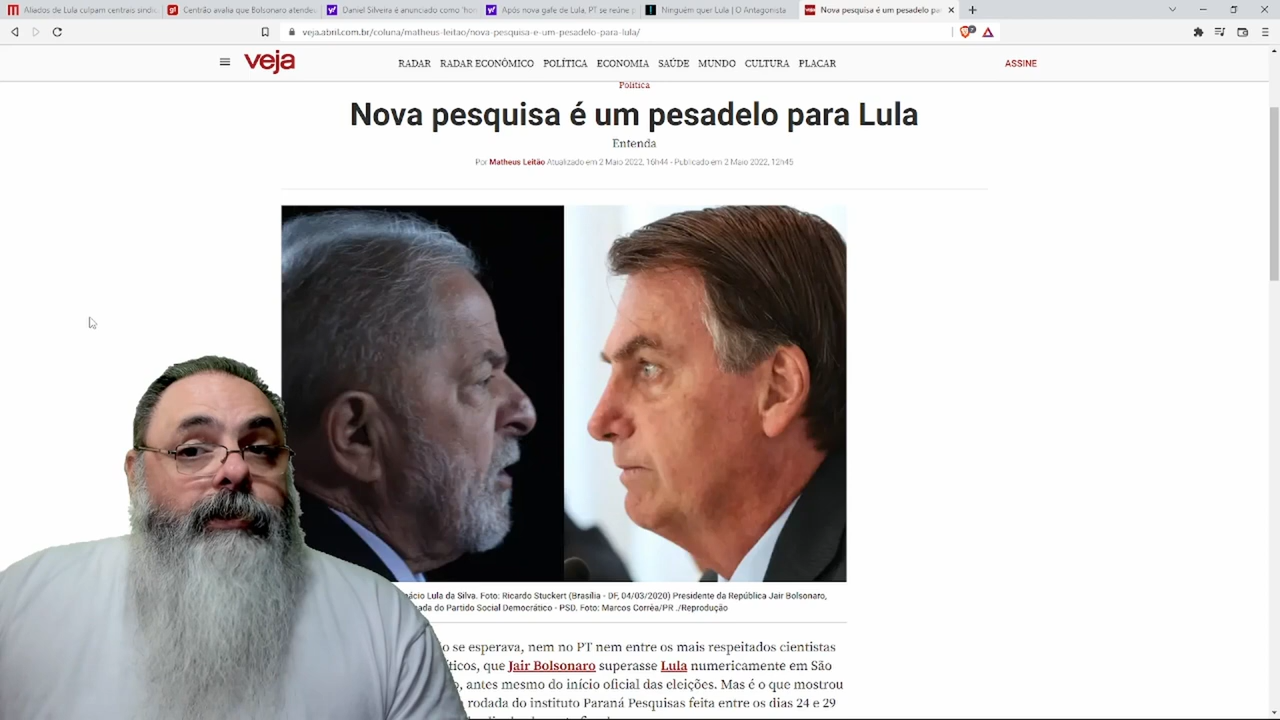 Aliados de Lula culpam centrais sindic
Centrão avalia que Bolsonaro atendeu
Daniel Silveira é anunciado como 'hon
Após nova gafe de Lula, PT se reúne p
Ninguém quer Lula | O Antagonista
Nova pesquisa é um pesadelo pa
veja.abril.com.br/coluna/matheus-leitao/nova-pesquisa-e-um-pesadelo-para-lula/
veja
RADAR RADAR ECONÔMICO POLÍTICA ECONOMIA SAÚDE MUNDO CULTURA PLACAR
ASSINE
Política
Nova pesquisa é um pesadelo para Lula
Entenda
Por Matheus Leitão Atualizado em 2 Maio 2022, 16h44 - Publicado em 2 Maio 2022, 12h45
ácio Lula da Silva. Foto: Ricardo Stuckert (Brasília - DF, 04/03/2020) Presidente da República Jair Bolsonaro,
ada do Partido Social Democrático - PSD. Foto: Marcos Corrêa/PR ./Reprodução
o se esperava, nem no PT nem entre os mais respeitados cientistas
ticos, que Jair Bolsonaro superasse Lula numericamente em São
, antes mesmo do início oficial das eleições. Mas é o que mostrou
rodada do instituto Paraná Pesquisas feita entre os dias 24 e 29